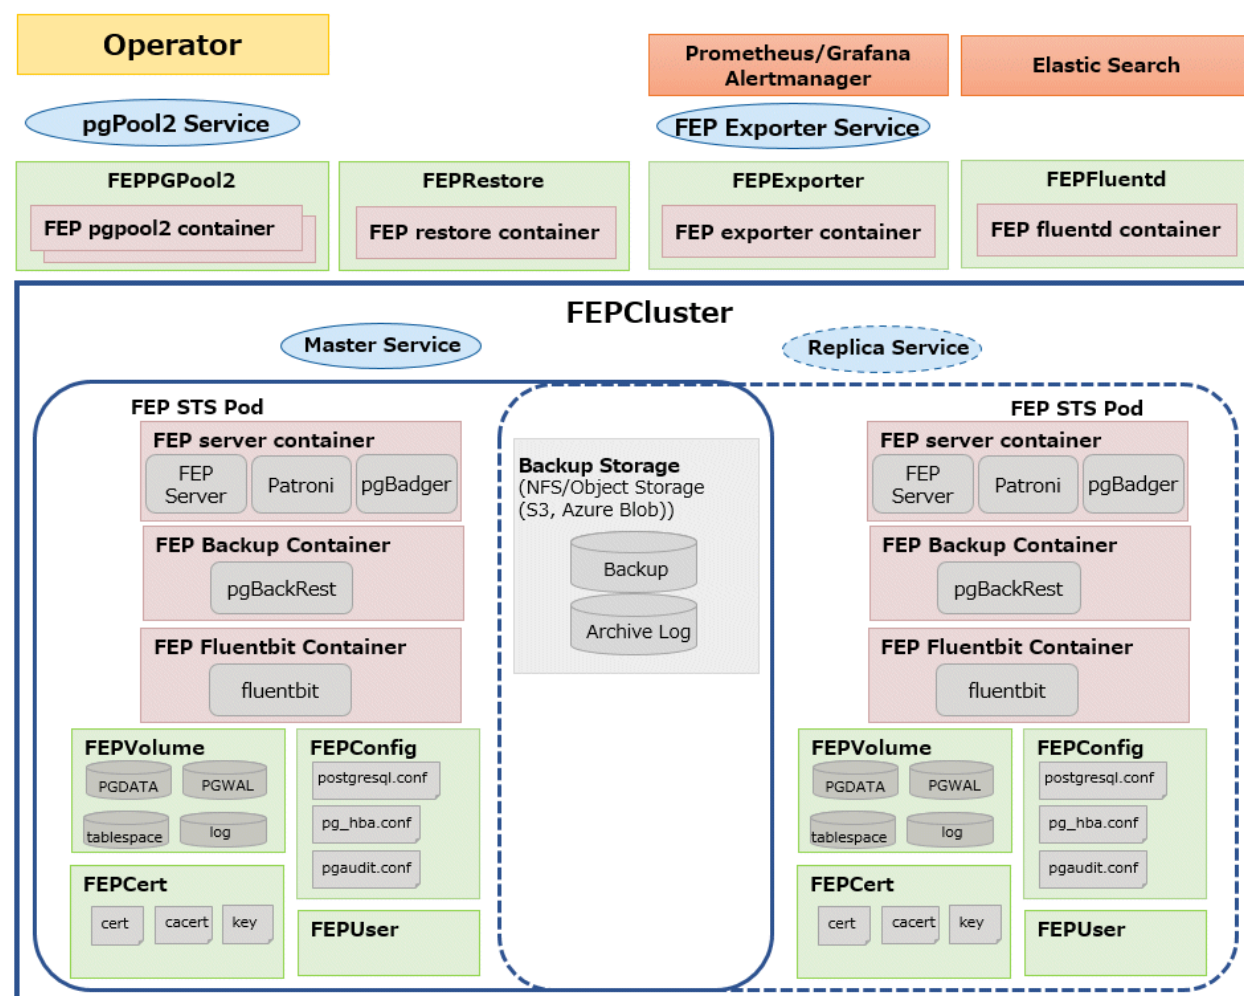 Operator
Prometheus/Grafana
Alertmanager
Elastic Search
pgPool2 Service
FEP Exporter Service
FEPPGPool2
FEP pgpool2 container
FEPRestore
FEP restore container
FEPExporter
FEP exporter container
FEPFluentd
FEP fluentd container
FEPCluster
Master Service
Replica Service
FEP STS Pod
FEP server container
FEP
Server
Patroni
pgBadger
FEP Backup Container
pgBackRest
FEP Fluentbit Container
fluentbit
FEPVolume
PGDATA
PGWAL
tablespace
log
FEPConfig
postgresql.conf
pg_hba.conf
pgaudit.conf
FEPCert
cert
cacert
key
FEPUser
Backup Storage
(NFS/Object Storage
(S3, Azure Blob))
Backup
Archive Log
FEP STS Pod
FEP server container
FEP
Server
Patroni
pgBadger
FEP Backup Container
pgBackRest
FEP Fluentbit Container
fluentbit
FEPVolume
PGDATA
PGWAL
tablespace
log
FEPConfig
postgresql.conf
pg_hba.conf
pgaudit.conf
FEPCert
cert
cacert
key
FEPUser